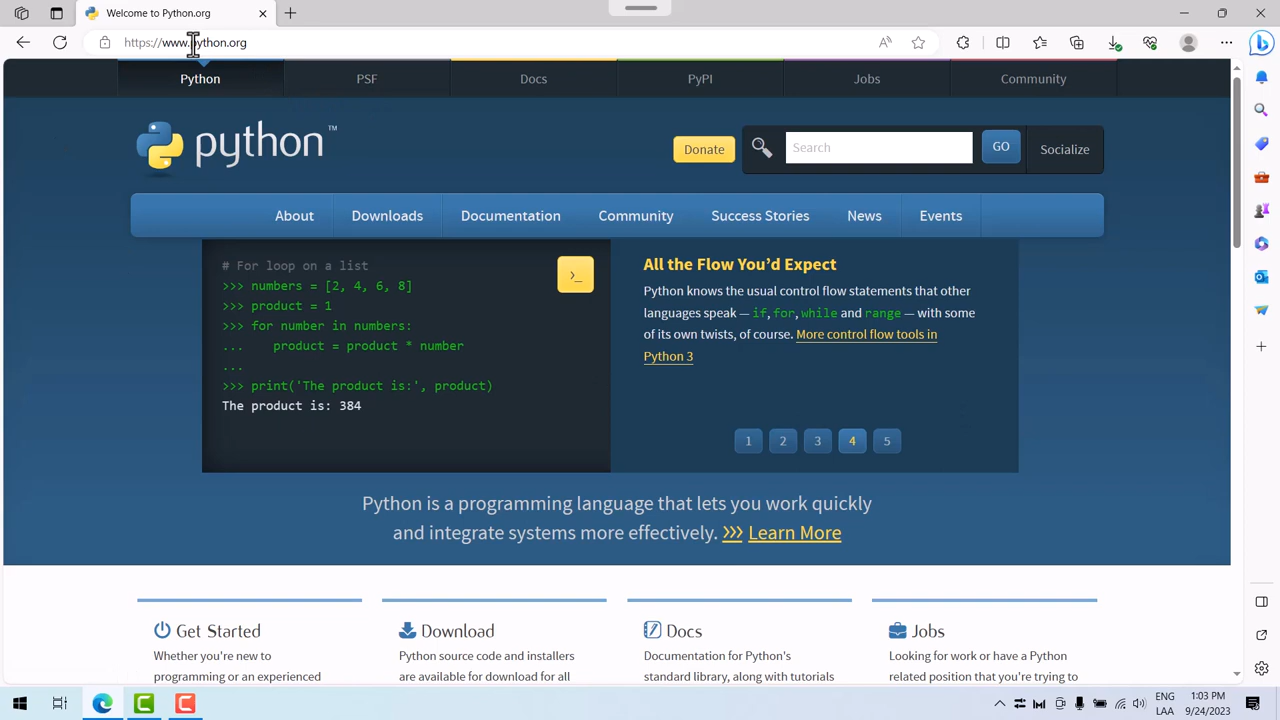 Welcome to Python.org
https://www.python.org
Python
PSF
Docs
PyPI
Jobs
Community
python™
Donate
Search
GO
Socialize
About
Downloads
Documentation
Community
Success Stories
News
Events
# For loop on a list
>>> numbers = [2, 4, 6, 8]
>>> product = 1
>>> for number in numbers:
...    product = product * number
...
>>> print('The product is:', product)
The product is: 384
>_
All the Flow You’d Expect
Python knows the usual control flow statements that other
languages speak — if, for, while and range — with some
of its own twists, of course. More control flow tools in
Python 3
1
2
3
4
5
Python is a programming language that lets you work quickly
and integrate systems more effectively. >>> Learn More
Get Started
Whether you're new to
programming or an experienced
Download
Python source code and installers
are available for download for all
Docs
Documentation for Python's
standard library, along with tutorials
Jobs
Looking for work or have a Python
related position that you're trying to
ENG
LAA
1:03 PM
9/24/2023